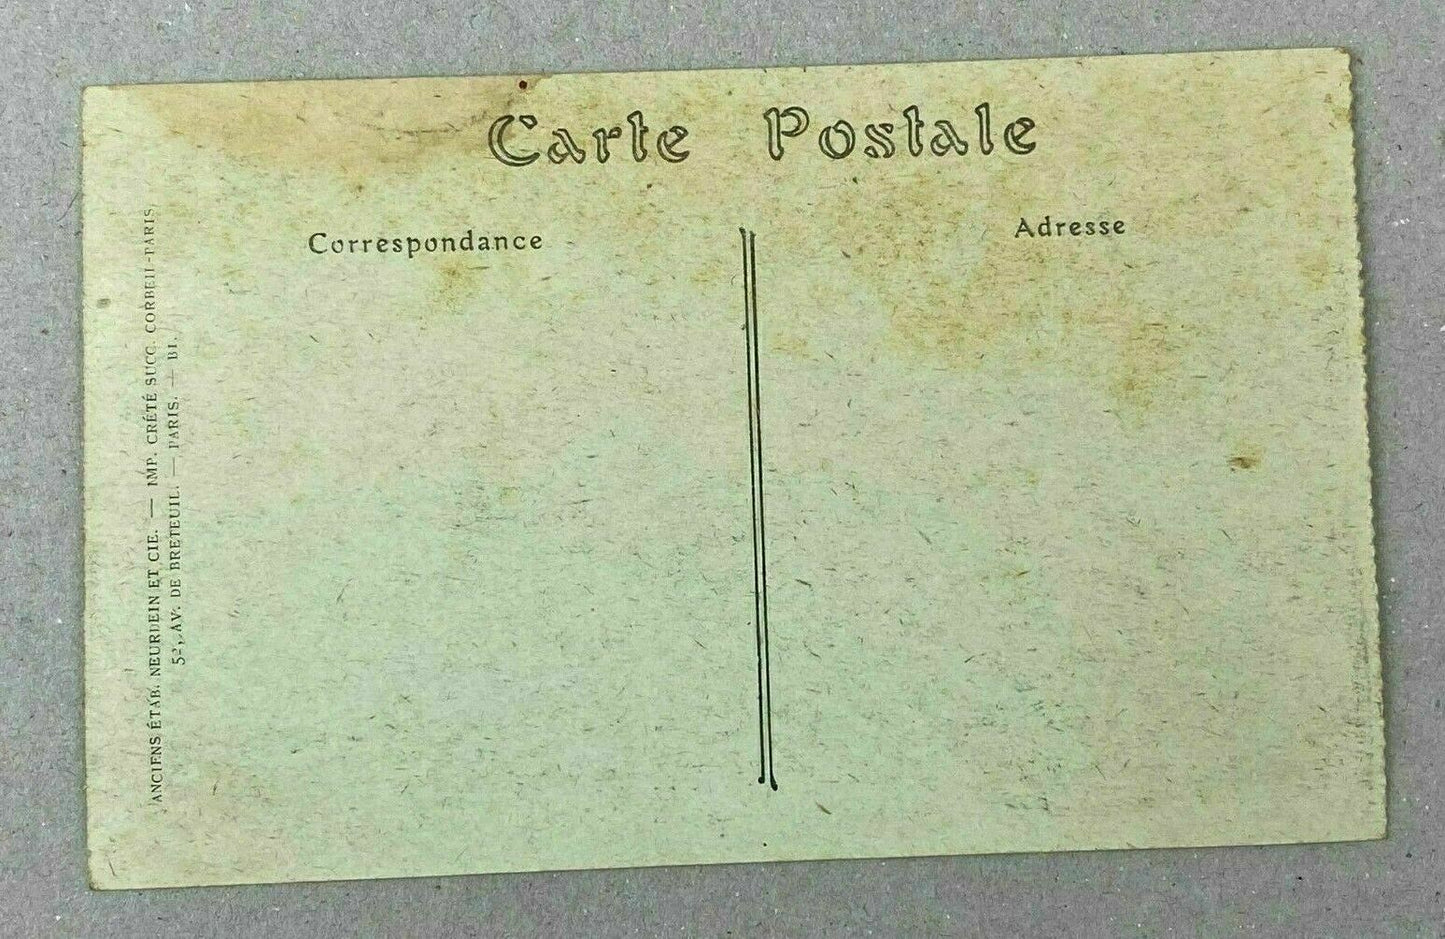 Carte Postale
Correspondance
Adresse
ANCIENS ÉTAB. NEURDEIN ET CIE. — IMP. CRÉTÉ SUCC. CORBEIL-PARIS,
52, AV. DE BRETEUIL. — PARIS. — BI.